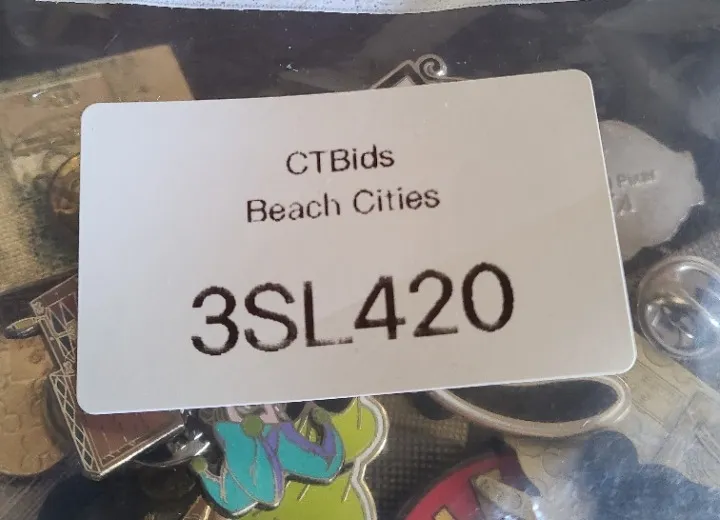 CTBids
Beach Cities
3SL420